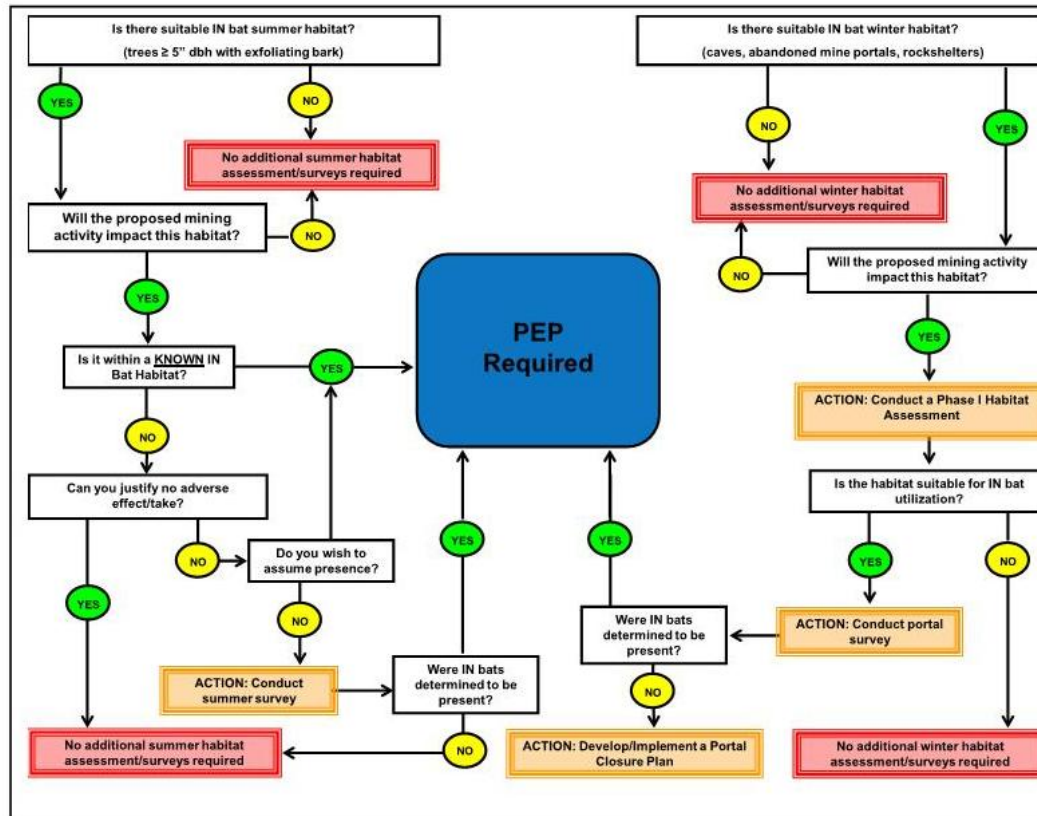 Is there suitable IN bat summer habitat?
(trees ≥ 5” dbh with exfoliating bark)
YES
NO
No additional summer habitat
assessment/surveys required
Will the proposed mining
activity impact this habitat?
NO
YES
Is it within a KNOWN IN
Bat Habitat?
YES
NO
Can you justify no adverse
effect/take?
NO
Do you wish to
assume presence?
YES
NO
ACTION: Conduct
summer survey
Were IN bats
determined to be
present?
YES
NO
No additional summer habitat
assessment/surveys required
PEP
Required
Is there suitable IN bat winter habitat?
(caves, abandoned mine portals, rockshelters)
NO
YES
No additional winter habitat
assessment/surveys required
NO
Will the proposed mining activity
impact this habitat?
YES
ACTION: Conduct a Phase I Habitat
Assessment
Is the habitat suitable for IN bat
utilization?
YES
NO
ACTION: Conduct portal
survey
Were IN bats
determined to be
present?
YES
NO
ACTION: Develop/Implement a Portal
Closure Plan
No additional winter habitat
assessment/surveys required